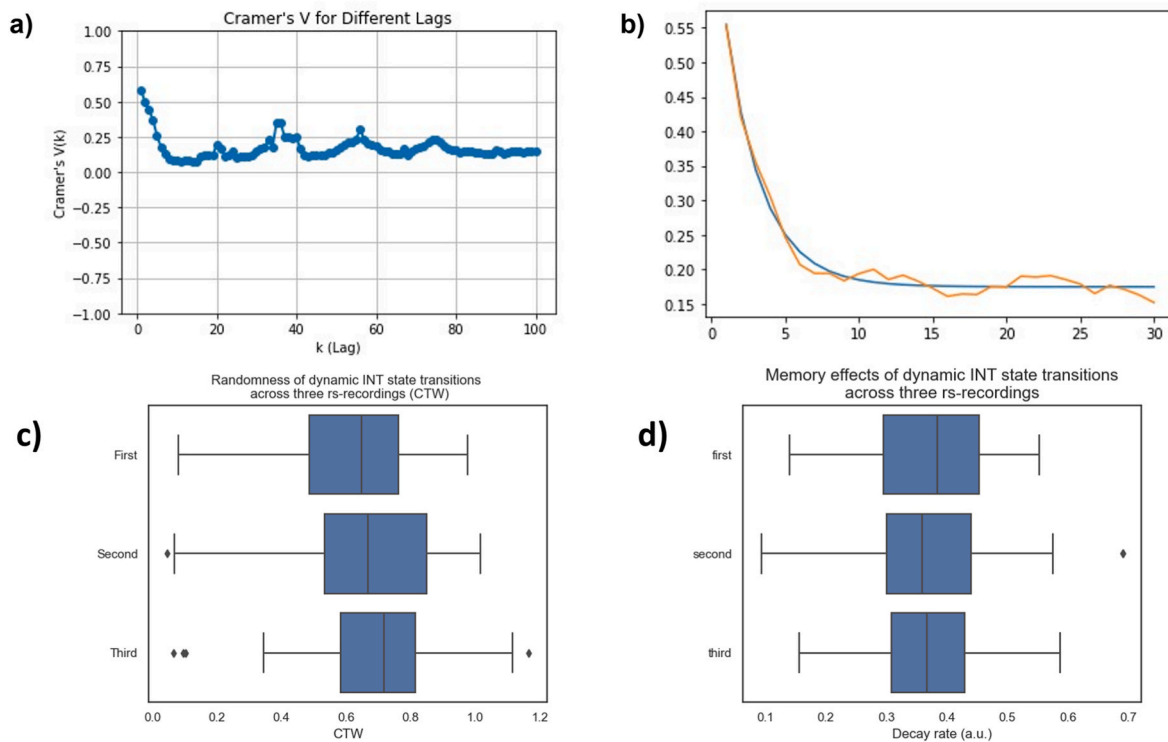 a)
Cramer's V for Different Lags
1.00
0.75
0.50
0.25
0.00
−0.25
−0.50
−0.75
−1.00
Cramer's V(k)
0 20 40 60 80 100
k (Lag)
b)
0.55
0.50
0.45
0.40
0.35
0.30
0.25
0.20
0.15
0 5 10 15 20 25 30
c)
Randomness of dynamic INT state transitions
across three rs-recordings (CTW)
First
Second
Third
0.0 0.2 0.4 0.6 0.8 1.0 1.2
CTW
d)
Memory effects of dynamic INT state transitions
across three rs-recordings
first
second
third
0.1 0.2 0.3 0.4 0.5 0.6 0.7
Decay rate (a.u.)